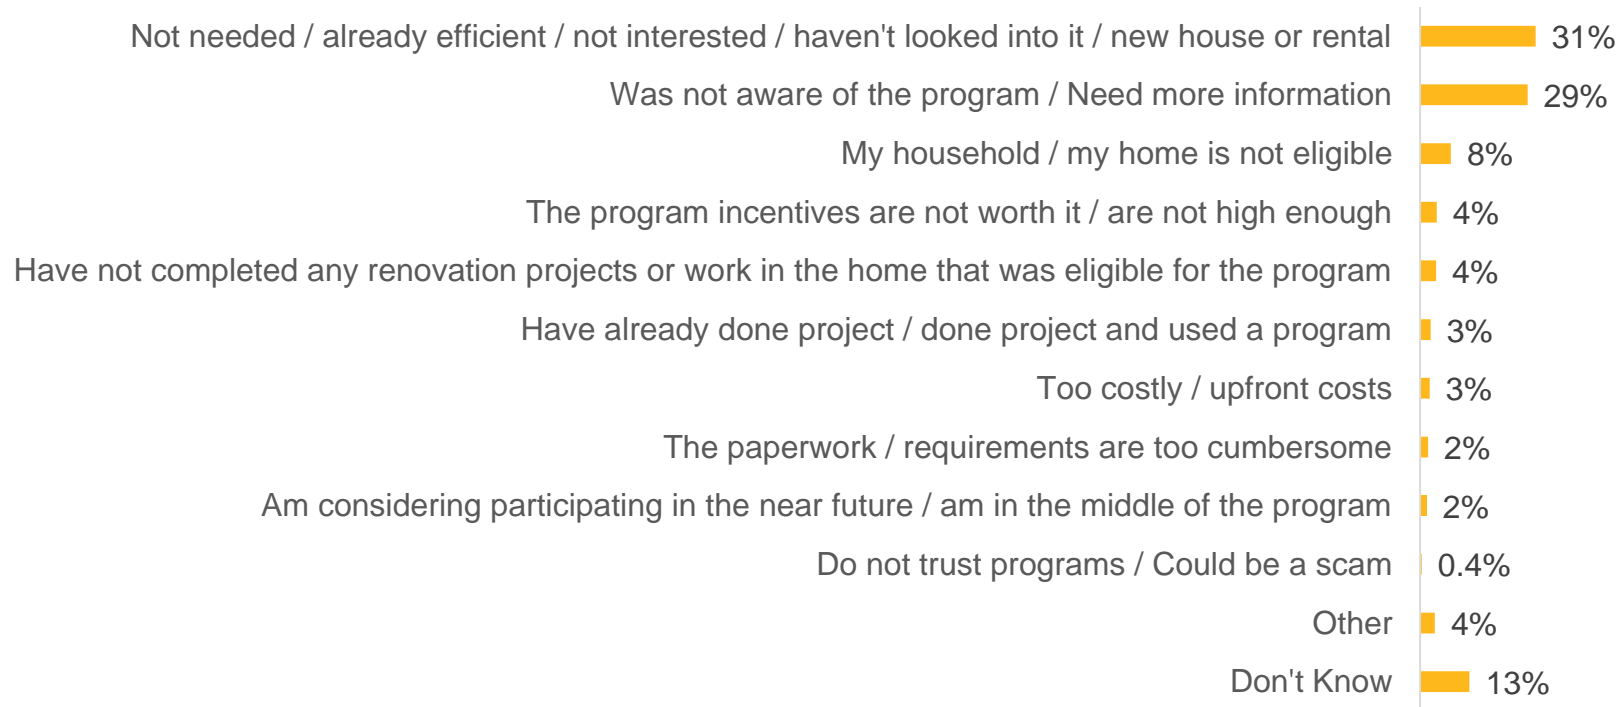 Not needed / already efficient / not interested / haven't looked into it / new house or rental 31%
Was not aware of the program / Need more information 29%
My household / my home is not eligible 8%
The program incentives are not worth it / are not high enough 4%
Have not completed any renovation projects or work in the home that was eligible for the program 4%
Have already done project / done project and used a program 3%
Too costly / upfront costs 3%
The paperwork / requirements are too cumbersome 2%
Am considering participating in the near future / am in the middle of the program 2%
Do not trust programs / Could be a scam 0.4%
Other 4%
Don't Know 13%